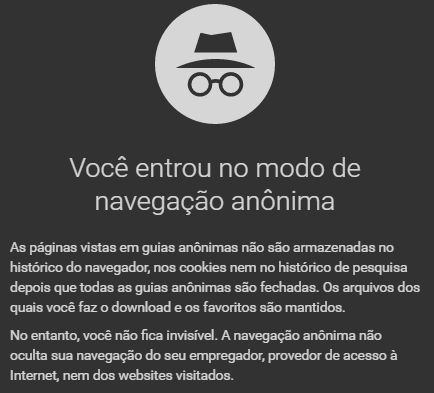 Você entrou no modo de
navegação anônima
As páginas vistas em guias anônimas não são armazenadas no
histórico do navegador, nos cookies nem no histórico de pesquisa
depois que todas as guias anônimas são fechadas. Os arquivos dos
quais você faz o download e os favoritos são mantidos.
No entanto, você não fica invisível. A navegação anônima não
oculta sua navegação do seu empregador, provedor de acesso à
Internet, nem dos websites visitados.